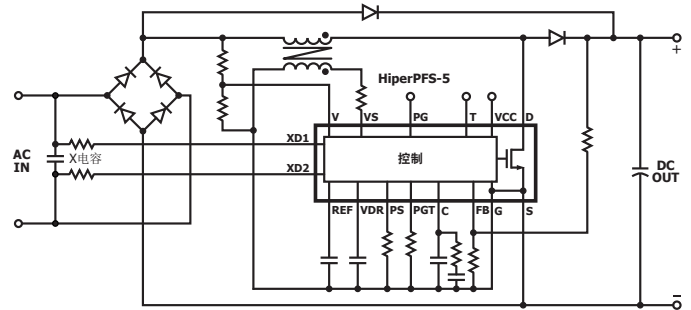 +
HiperPFS-5
V VS PG T VCC D
XD1
AC
IN
X电容
控制
DC
OUT
XD2
REF VDR PS PGT C FB G S
−